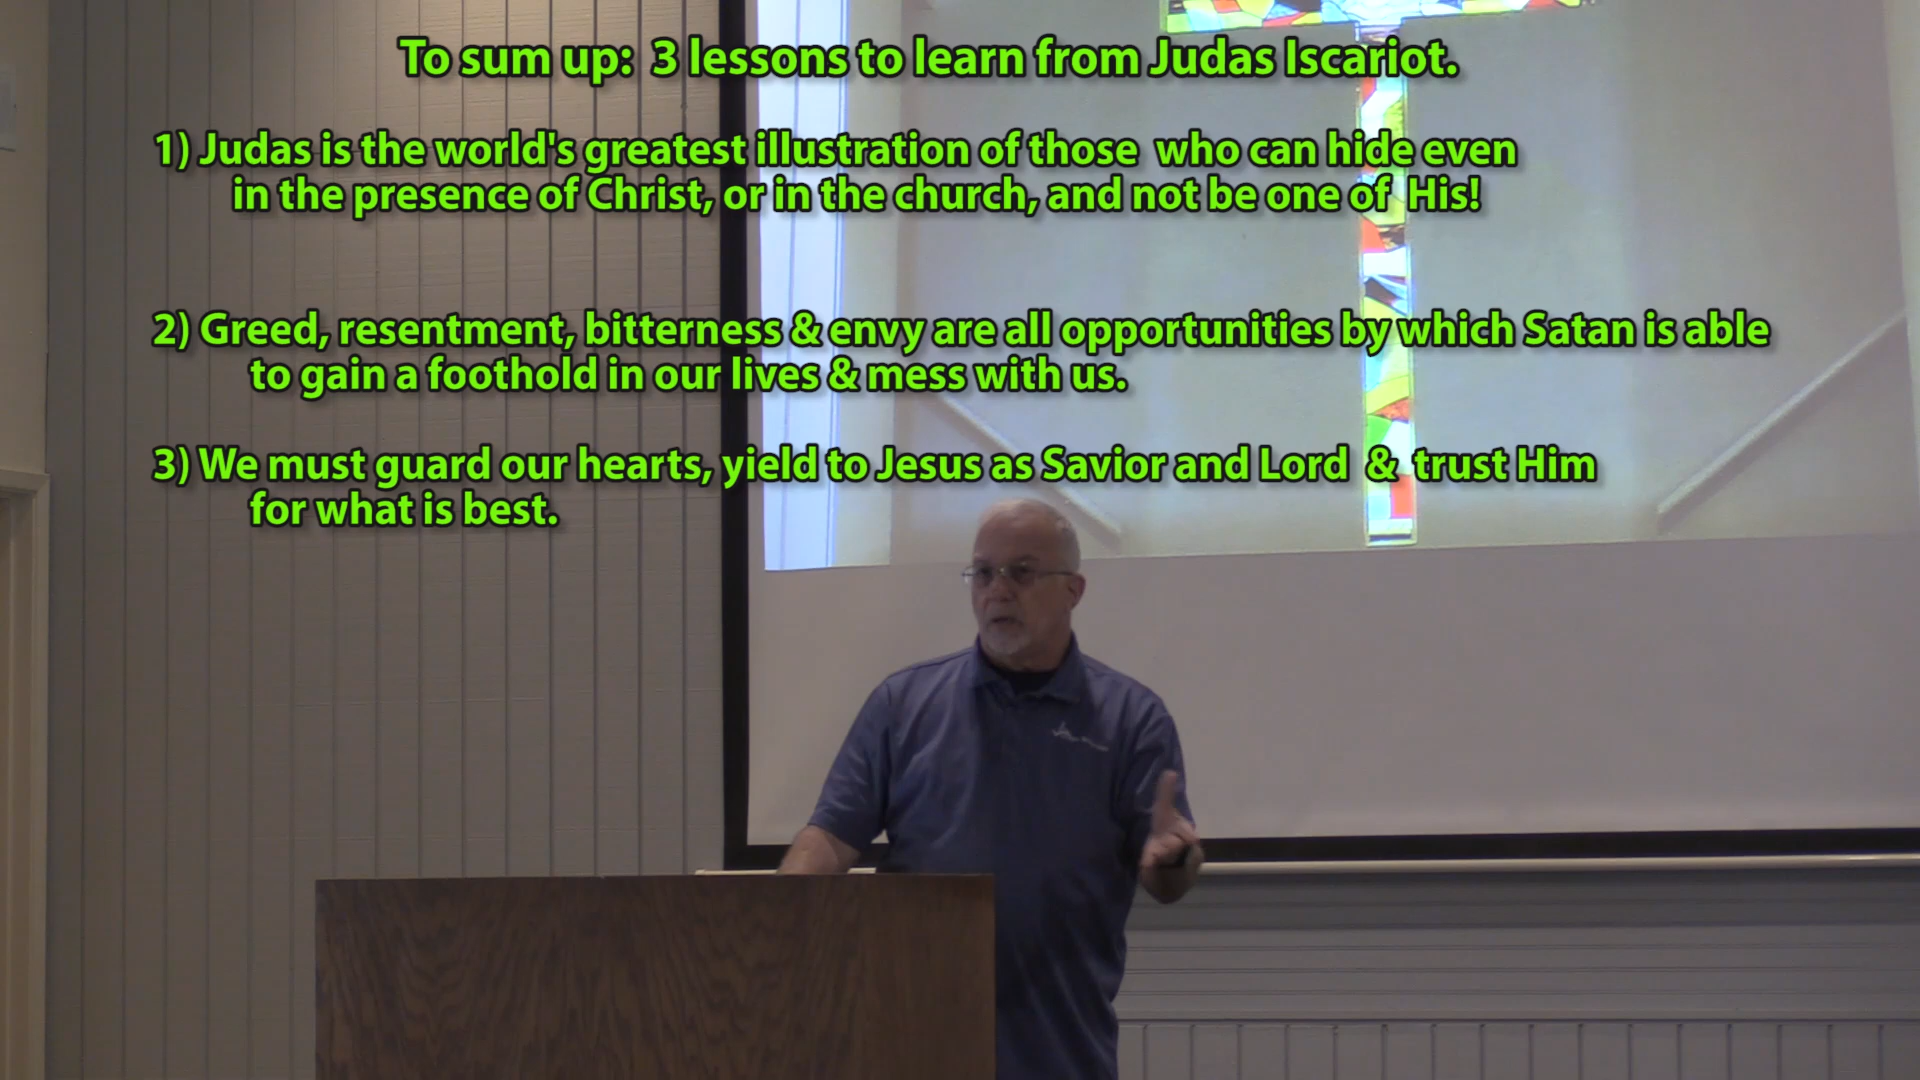 To sum up: 3 lessons to learn from Judas Iscariot.
1) Judas is the world's greatest illustration of those who can hide even
in the presence of Christ, or in the church, and not be one of His!
2) Greed, resentment, bitterness & envy are all opportunities by which Satan is able
to gain a foothold in our lives & mess with us.
3) We must guard our hearts, yield to Jesus as Savior and Lord & trust Him
for what is best.